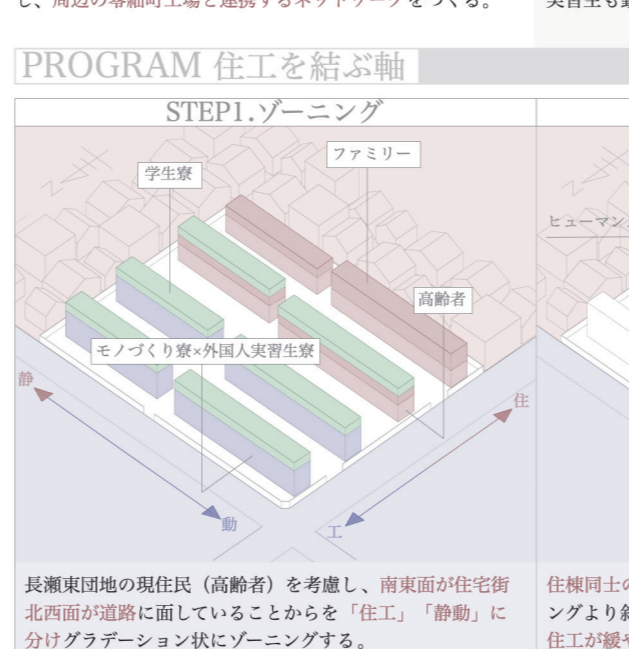 し、周辺の零細町工場と連携するネットワークをつくる。
実習生も
PROGRAM 住工を結ぶ軸
STEP1.ゾーニング
ファミリー
学生寮
ヒューマン
高齢者
モノづくり寮×外国人実習生寮
静
住
動
工
長瀬東団地の現住民（高齢者）を考慮し、南東面が住宅街
北西面が道路に面していることからを「住工」「静動」に
分けグラデーション状にゾーニングする。
住棟同士の
ングより
住工が緩や